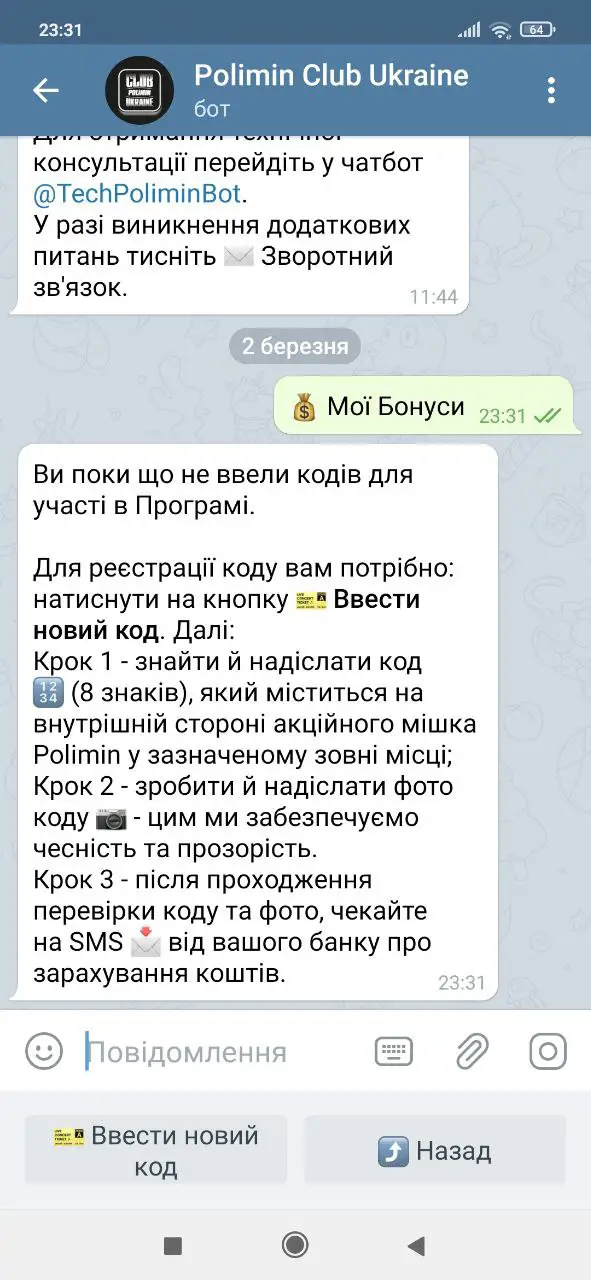 23:31
64
CLUB
POLIMIN
UKRAINE
Polimin Club Ukraine
бот
Для отримання технічної
консультації перейдіть у чатбот
@TechPoliminBot.
У разі виникнення додаткових
питань тисніть ✉️ Зворотний
зв'язок.
11:44
2 березня
💰 Мої Бонуси
23:31
Ви поки що не ввели кодів для
участі в Програмі.
Для реєстрації коду вам потрібно:
натиснути на кнопку 🎫 Ввести
новий код. Далі:
Крок 1 - знайти й надіслати код
🔢 (8 знаків), який міститься на
внутрішній стороні акційного мішка
Polimin у зазначеному зовні місці;
Крок 2 - зробити й надіслати фото
коду 📷 - цим ми забезпечуємо
чесність та прозорість.
Крок 3 - після проходження
перевірки коду та фото, чекайте
на SMS 📩 від вашого банку про
зарахування коштів.
23:31
Повідомлення
🎫 Ввести новий
код
⤴️ Назад